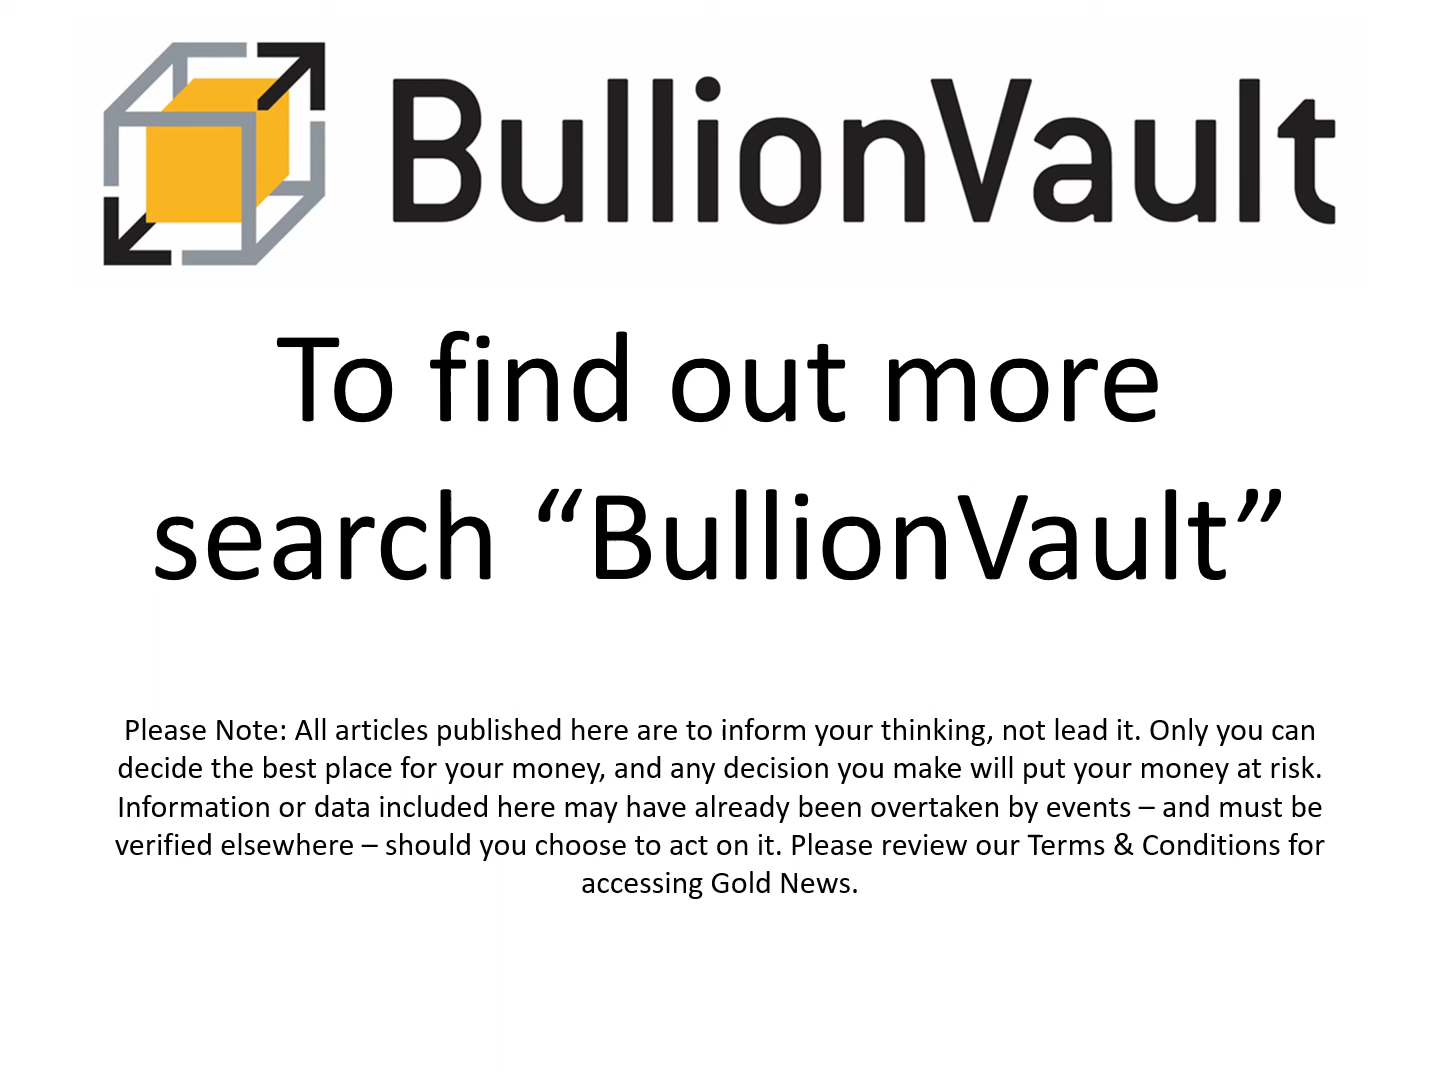 BullionVault
To find out more
search “BullionVault”
Please Note: All articles published here are to inform your thinking, not lead it. Only you can
decide the best place for your money, and any decision you make will put your money at risk.
Information or data included here may have already been overtaken by events – and must be
verified elsewhere – should you choose to act on it. Please review our Terms & Conditions for
accessing Gold News.